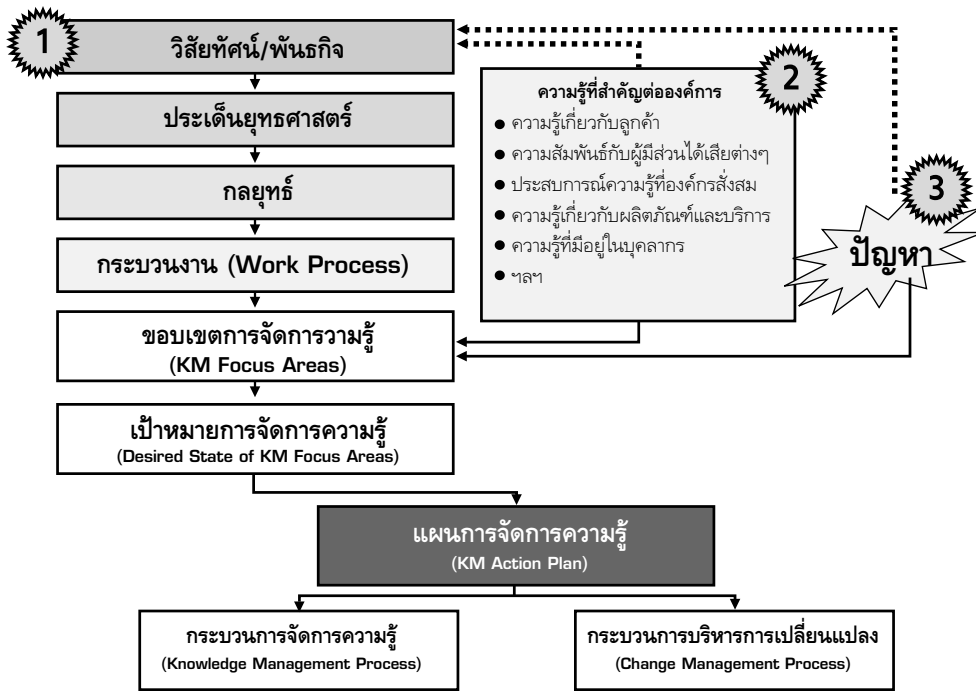 1
วิสัยทัศน์/พันธกิจ
ประเด็นยุทธศาสตร์
กลยุทธ์
กระบวนงาน (Work Process)
ขอบเขตการจัดการวามรู้
(KM Focus Areas)
เป้าหมายการจัดการความรู้
(Desired State of KM Focus Areas)
2
ความรู้ที่สำคัญต่อองค์การ
● ความรู้เกี่ยวกับลูกค้า
● ความสัมพันธ์กับผู้มีส่วนได้เสียต่างๆ
● ประสบการณ์ความรู้ที่องค์กรสั่งสม
● ความรู้เกี่ยวกับผลิตภัณฑ์และบริการ
● ความรู้ที่มีอยู่ในบุคลากร
● ฯลฯ
3
ปัญหา
แผนการจัดการความรู้
(KM Action Plan)
กระบวนการจัดการความรู้
(Knowledge Management Process)
กระบวนการบริหารการเปลี่ยนแปลง
(Change Management Process)